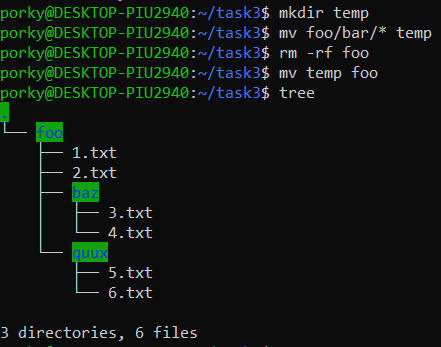 porky@DESKTOP-PIU2940:~/task3$ mkdir temp
porky@DESKTOP-PIU2940:~/task3$ mv foo/bar/* temp
porky@DESKTOP-PIU2940:~/task3$ rm -rf foo
porky@DESKTOP-PIU2940:~/task3$ mv temp foo
porky@DESKTOP-PIU2940:~/task3$ tree
.
└── foo
    ├── 1.txt
    ├── 2.txt
    ├── baz
    │   ├── 3.txt
    │   └── 4.txt
    └── quux
        ├── 5.txt
        └── 6.txt

3 directories, 6 files